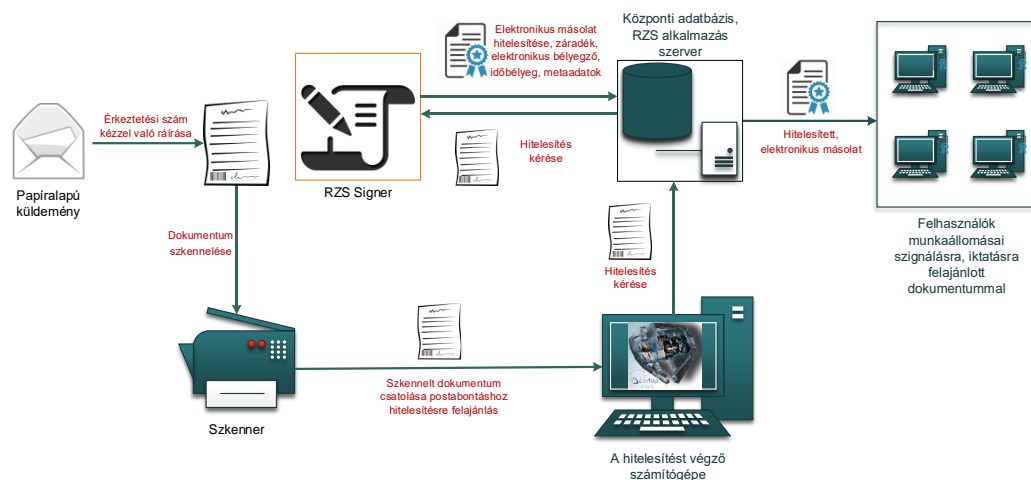 Elektronikus másolat
hitelesítése, záradék,
elektronikus bélyegző,
időbélyeg, metaadatok
Központi adatbázis,
RZS alkalmazás
szerver
Érkeztetési szám
kézzel való ráírása
Hitelesítés
kérése
Hitelesített,
elektronikus másolat
Papíralapú
küldemény
RZS Signer
Dokumentum
szkennelése
Hitelesítés
kérése
Felhasználók
munkaállomásai
szignálásra, iktatásra
felajánlott
dokumentummal
Szkennelt dokumentum
csatolása postabontáshoz
hitelesítésre felajánlás
Szkenner
A hitelesítést végző
számítógépe